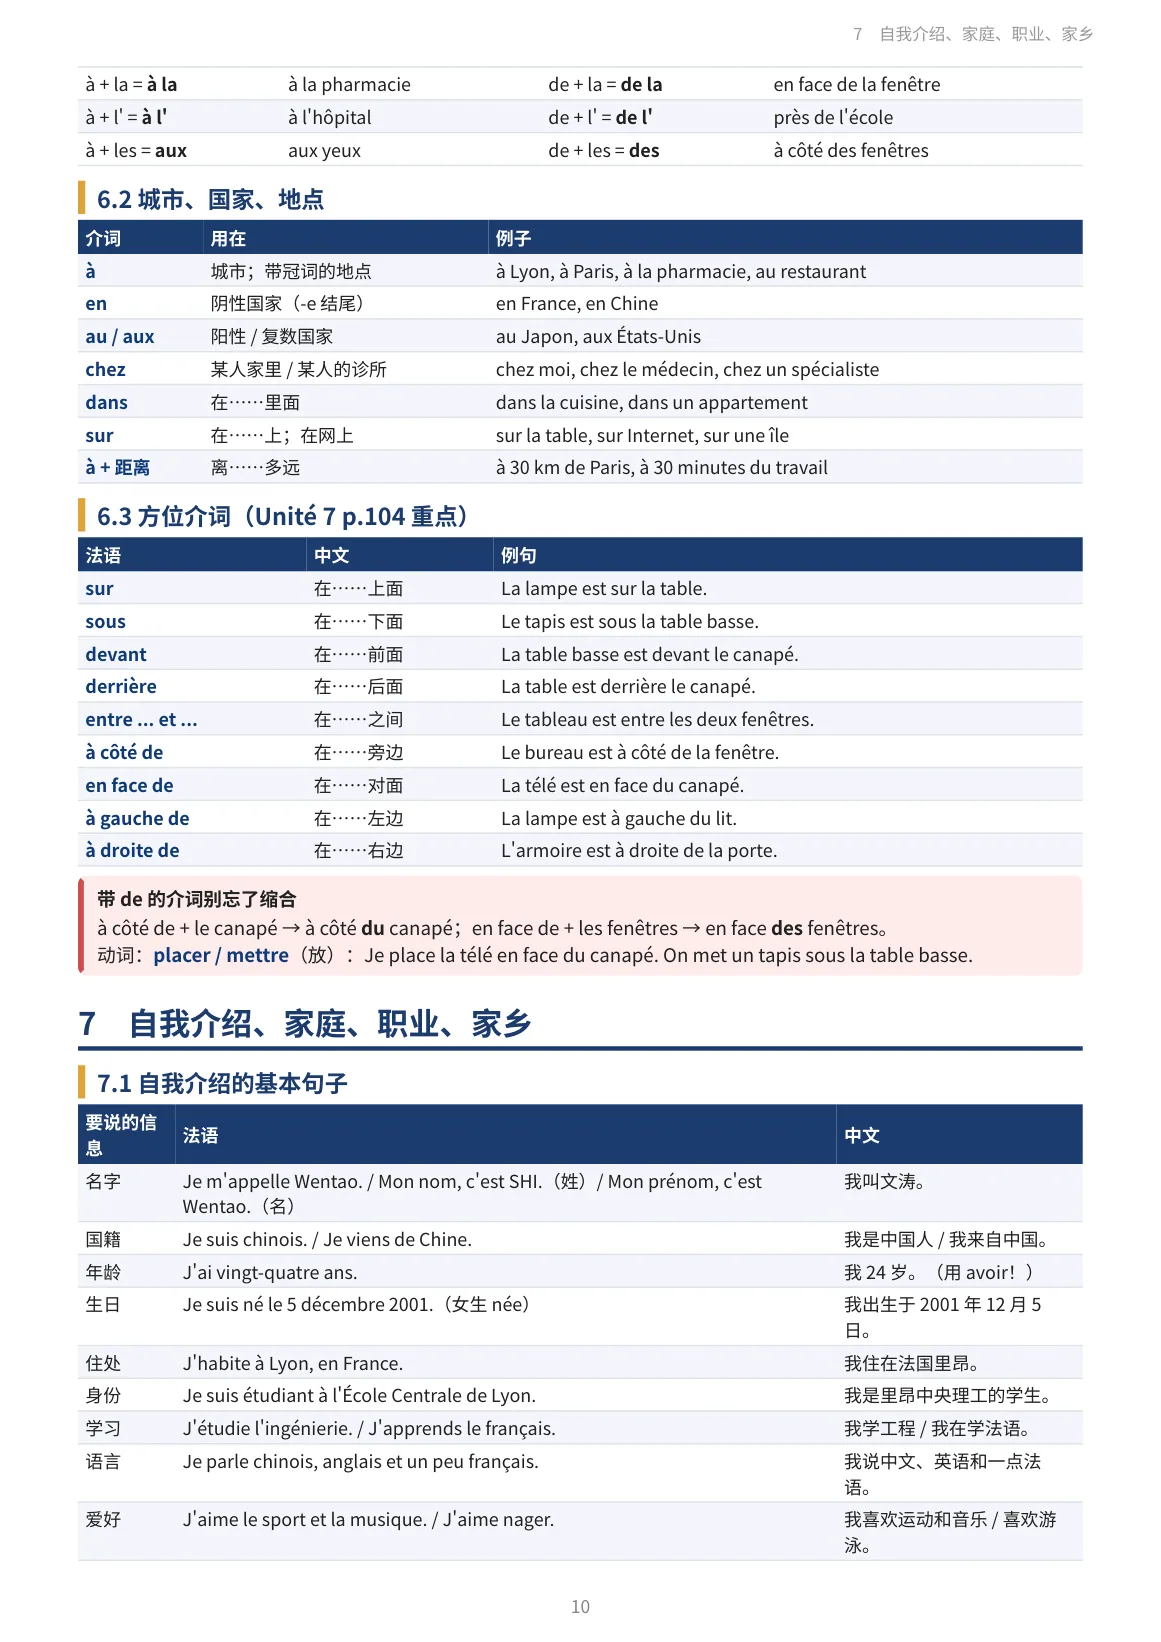 7 自我介绍、家庭、职业、家乡
à + la = à la à la pharmacie de + la = de la en face de la fenêtre
à + l' = à l' à l'hôpital de + l' = de l' près de l'école
à + les = aux aux yeux de + les = des à côté des fenêtres
6.2 城市、国家、地点
介词 用在 例子
à 城市；带冠词的地点 à Lyon, à Paris, à la pharmacie, au restaurant
en 阴性国家（-e 结尾） en France, en Chine
au / aux 阳性 / 复数国家 au Japon, aux États-Unis
chez 某人家里 / 某人的诊所 chez moi, chez le médecin, chez un spécialiste
dans 在……里面 dans la cuisine, dans un appartement
sur 在……上；在网上 sur la table, sur Internet, sur une île
à + 距离 离……多远 à 30 km de Paris, à 30 minutes du travail
6.3 方位介词（Unité 7 p.104 重点）
法语 中文 例句
sur 在……上面 La lampe est sur la table.
sous 在……下面 Le tapis est sous la table basse.
devant 在……前面 La table basse est devant le canapé.
derrière 在……后面 La table est derrière le canapé.
entre ... et ... 在……之间 Le tableau est entre les deux fenêtres.
à côté de 在……旁边 Le bureau est à côté de la fenêtre.
en face de 在……对面 La télé est en face du canapé.
à gauche de 在……左边 La lampe est à gauche du lit.
à droite de 在……右边 L'armoire est à droite de la porte.
带 de 的介词别忘了缩合
à côté de + le canapé → à côté du canapé；en face de + les fenêtres → en face des fenêtres。
动词：placer / mettre（放）：Je place la télé en face du canapé. On met un tapis sous la table basse.
7 自我介绍、家庭、职业、家乡
7.1 自我介绍的基本句子
要说的信
息 法语 中文
名字 Je m'appelle Wentao. / Mon nom, c'est SHI.（姓）/ Mon prénom, c'est 我叫文涛。
Wentao.（名）
国籍 Je suis chinois. / Je viens de Chine. 我是中国人 / 我来自中国。
年龄 J'ai vingt-quatre ans. 我 24 岁。（用 avoir！）
生日 Je suis né le 5 décembre 2001.（女生 née） 我出生于 2001 年 12 月 5
日。
住处 J'habite à Lyon, en France. 我住在法国里昂。
身份 Je suis étudiant à l'École Centrale de Lyon. 我是里昂中央理工的学生。
学习 J'étudie l'ingénierie. / J'apprends le français. 我学工程 / 我在学法语。
语言 Je parle chinois, anglais et un peu français. 我说中文、英语和一点法
语。
爱好 J'aime le sport et la musique. / J'aime nager. 我喜欢运动和音乐 / 喜欢游
泳。
10